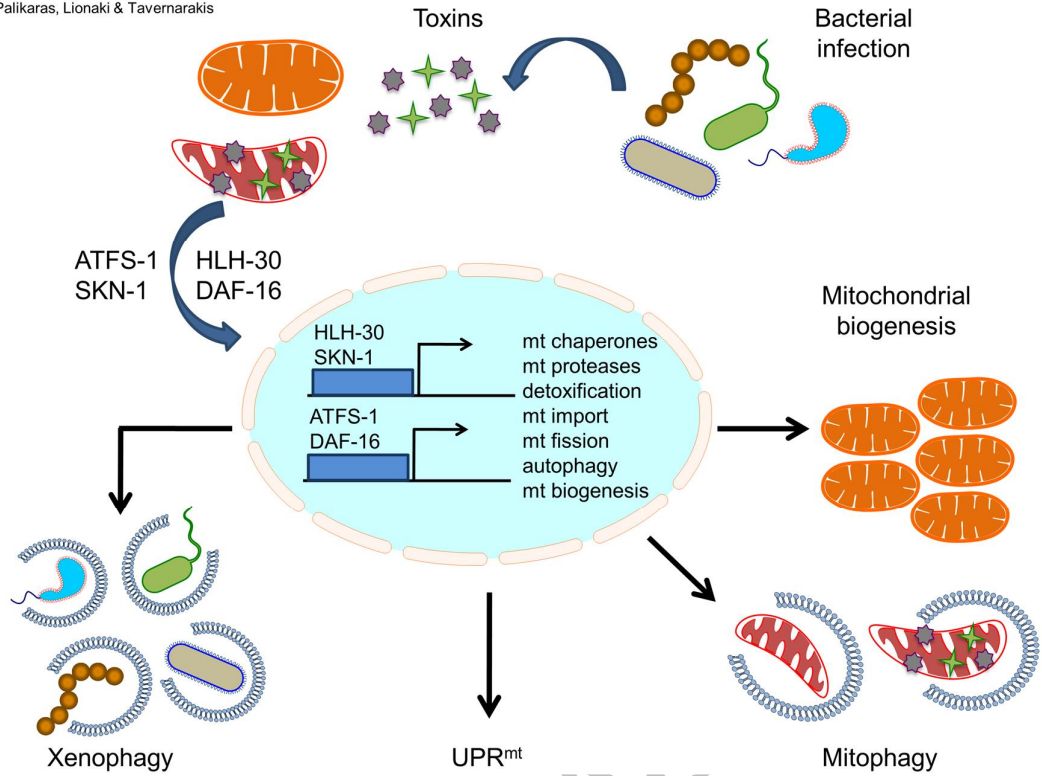 Palikaras, Lionaki & Tavernarakis
Toxins
Bacterial
infection
ATFS-1
SKN-1
HLH-30
DAF-16
HLH-30
SKN-1
ATFS-1
DAF-16
mt chaperones
mt proteases
detoxification
mt import
mt fission
autophagy
mt biogenesis
Mitochondrial
biogenesis
Xenophagy
UPRmt
Mitophagy